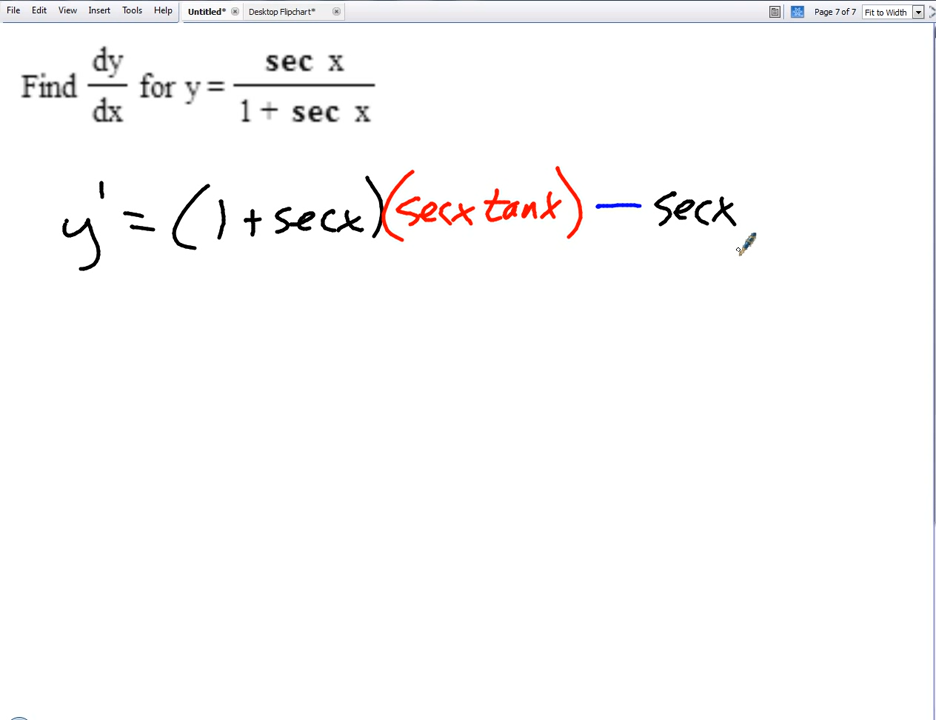 File Edit View Insert Tools Help Untitled* Desktop Flipchart* Page 7 of 7 Fit to Width
Find dy/dx for y = sec x / 1 + sec x
y' = (1 + secx)(secx tanx) — secx